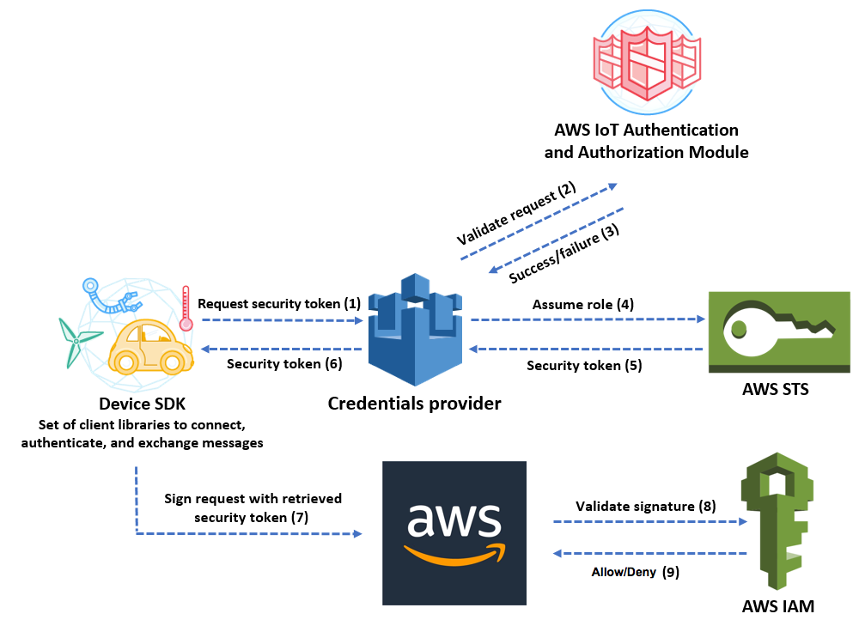 AWS IoT Authentication
and Authorization Module
Validate request (2)
Success/failure (3)
Request security token (1)
Assume role (4)
Security token (6)
Security token (5)
AWS STS
Device SDK
Credentials provider
Set of client libraries to connect,
authenticate, and exchange messages
Sign request with retrieved
security token (7)
aws
Validate signature (8)
Allow/Deny (9)
AWS IAM